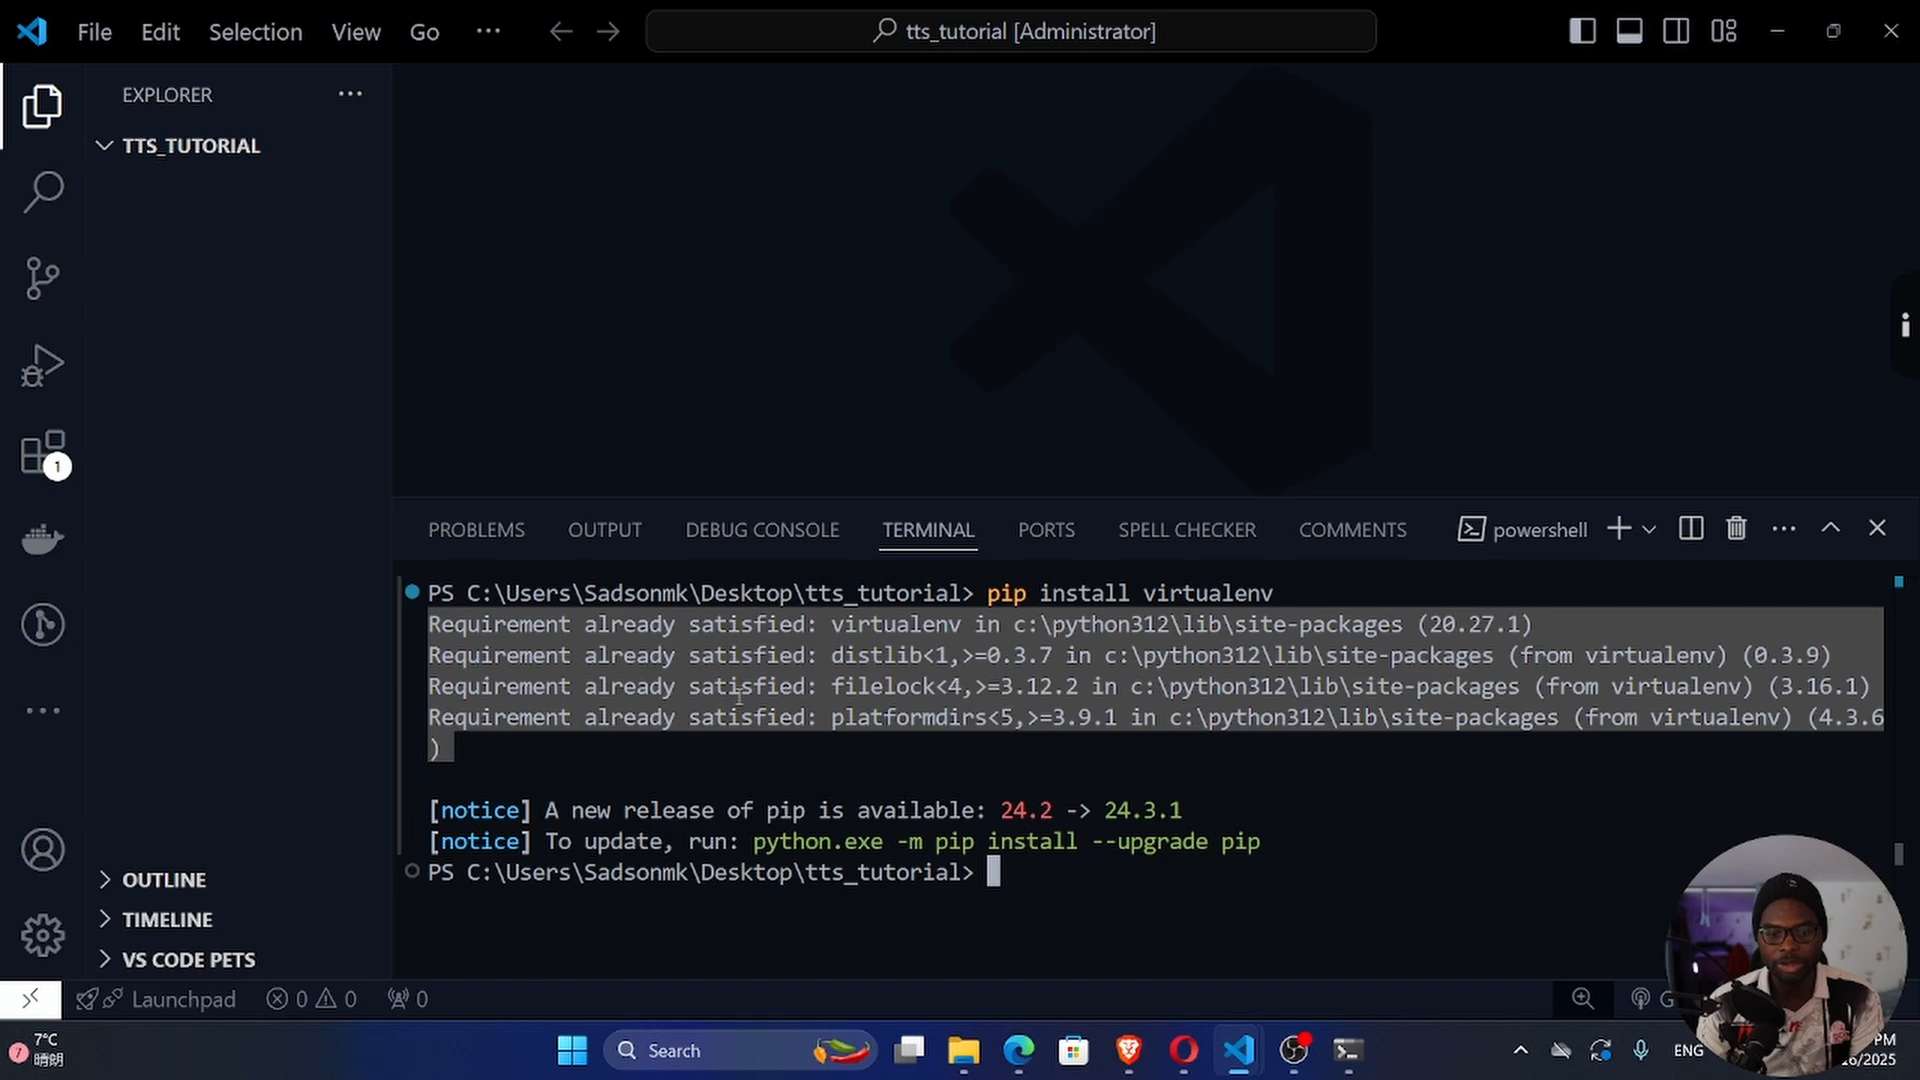 File Edit Selection View Go ··· tts_tutorial [Administrator]
EXPLORER ···
TTS_TUTORIAL
1
OUTLINE
TIMELINE
VS CODE PETS
PROBLEMS OUTPUT DEBUG CONSOLE TERMINAL PORTS SPELL CHECKER COMMENTS powershell
PS C:\Users\Sadsonmk\Desktop\tts_tutorial> pip install virtualenv
Requirement already satisfied: virtualenv in c:\python312\lib\site-packages (20.27.1)
Requirement already satisfied: distlib<1,>=0.3.7 in c:\python312\lib\site-packages (from virtualenv) (0.3.9)
Requirement already satisfied: filelock<4,>=3.12.2 in c:\python312\lib\site-packages (from virtualenv) (3.16.1)
Requirement already satisfied: platformdirs<5,>=3.9.1 in c:\python312\lib\site-packages (from virtualenv) (4.3.6
)
[notice] A new release of pip is available: 24.2 -> 24.3.1
[notice] To update, run: python.exe -m pip install --upgrade pip
PS C:\Users\Sadsonmk\Desktop\tts_tutorial>
Launchpad 0 0 0
7 7°C
晴朗
Search
ENG